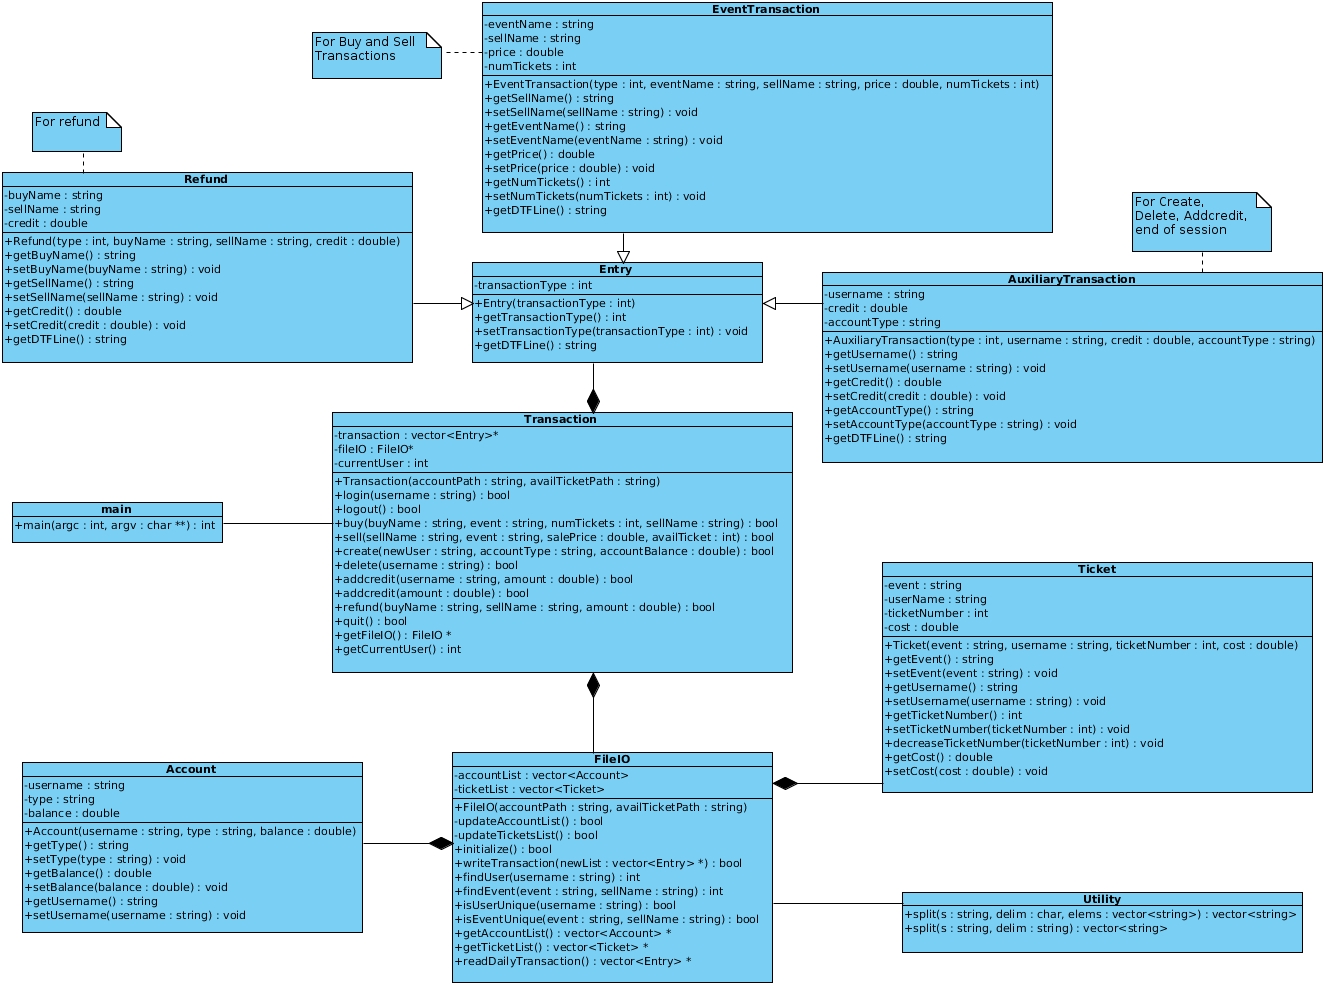 EventTransaction
-eventName : string
-sellName : string
-price : double
-numTickets : int
+EventTransaction(type : int, eventName : string, sellName : string, price : double, numTickets : int)
+getSellName() : string
+setSellName(sellName : string) : void
+getEventName() : string
+setEventName(eventName : string) : void
+getPrice() : double
+setPrice(price : double) : void
+getNumTickets() : int
+setNumTickets(numTickets : int) : void
+getDTFLine() : string
For Buy and Sell
Transactions
For refund
Refund
-buyName : string
-sellName : string
-credit : double
+Refund(type : int, buyName : string, sellName : string, credit : double)
+getBuyName() : string
+setBuyName(buyName : string) : void
+getSellName() : string
+setSellName(sellName : string) : void
+getCredit() : double
+setCredit(credit : double) : void
+getDTFLine() : string
Entry
-transactionType : int
+Entry(transactionType : int)
+getTransactionType() : int
+setTransactionType(transactionType : int) : void
+getDTFLine() : string
For Create,
Delete, Addcredit,
end of session
AuxiliaryTransaction
-username : string
-credit : double
-accountType : string
+AuxiliaryTransaction(type : int, username : string, credit : double, accountType : string)
+getUsername() : string
+setUsername(username : string) : void
+getCredit() : double
+setCredit(credit : double) : void
+getAccountType() : string
+setAccountType(accountType : string) : void
+getDTFLine() : string
Transaction
-transaction : vector<Entry>*
-fileIO : FileIO*
-currentUser : int
+Transaction(accountPath : string, availTicketPath : string)
+login(username : string) : bool
+logout() : bool
+buy(buyName : string, event : string, numTickets : int, sellName : string) : bool
+sell(sellName : string, event : string, salePrice : double, availTicket : int) : bool
+create(newUser : string, accountType : string, accountBalance : double) : bool
+delete(username : string) : bool
+addcredit(username : string, amount : double) : bool
+addcredit(amount : double) : bool
+refund(buyName : string, sellName : string, amount : double) : bool
+quit() : bool
+getFileIO() : FileIO *
+getCurrentUser() : int
main
+main(argc : int, argv : char **) : int
Ticket
-event : string
-userName : string
-ticketNumber : int
-cost : double
+Ticket(event : string, username : string, ticketNumber : int, cost : double)
+getEvent() : string
+setEvent(event : string) : void
+getUsername() : string
+setUsername(username : string) : void
+getTicketNumber() : int
+setTicketNumber(ticketNumber : int) : void
+decreaseTicketNumber(ticketNumber : int) : void
+getCost() : double
+setCost(cost : double) : void
Account
-username : string
-type : string
-balance : double
+Account(username : string, type : string, balance : double)
+getType() : string
+setType(type : string) : void
+getBalance() : double
+setBalance(balance : double) : void
+getUsername() : string
+setUsername(username : string) : void
FileIO
-accountList : vector<Account>
-ticketList : vector<Ticket>
+FileIO(accountPath : string, availTicketPath : string)
-updateAccountList() : bool
-updateTicketsList() : bool
+initialize() : bool
+writeTransaction(newList : vector<Entry> *) : bool
+findUser(username : string) : int
+findEvent(event : string, sellName : string) : int
+isUserUnique(username : string) : bool
+isEventUnique(event : string, sellName : string) : bool
+getAccountList() : vector<Account> *
+getTicketList() : vector<Ticket> *
+readDailyTransaction() : vector<Entry> *
Utility
+split(s : string, delim : char, elems : vector<string>) : vector<string>
+split(s : string, delim : string) : vector<string>